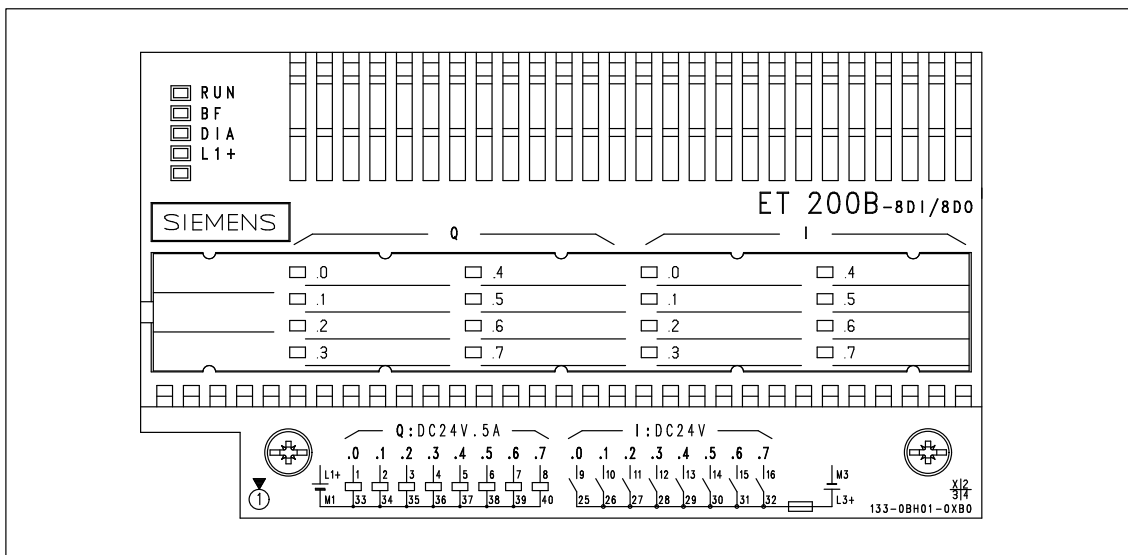 RUN
BF
DIA
L1+
SIEMENS
ET 200B-8DI/8DO
Q I
.0 .4 .0 .4
.1 .5 .1 .5
.2 .6 .2 .6
.3 .7 .3 .7
Q:DC24V.5A I:DC24V
.0 .1 .2 .3 .4 .5 .6 .7 .0 .1 .2 .3 .4 .5 .6 .7
L1+ 1 2 3 4 5 6 7 8 9 10 11 12 13 14 15 16 M3
M1 33 34 35 36 37 38 39 40 25 26 27 28 29 30 31 32 L3+
1
X 2
3 4
133-0BH01-0XB0